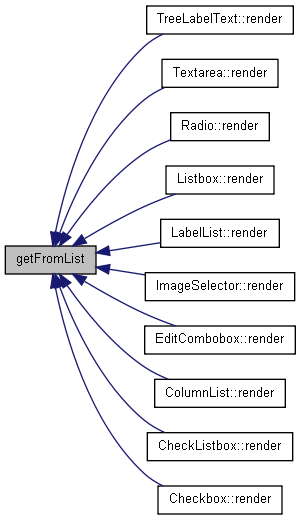 TreeLabelText::render
Textarea::render
Radio::render
Listbox::render
LabelList::render
getFromList
ImageSelector::render
EditCombobox::render
ColumnList::render
CheckListbox::render
Checkbox::render